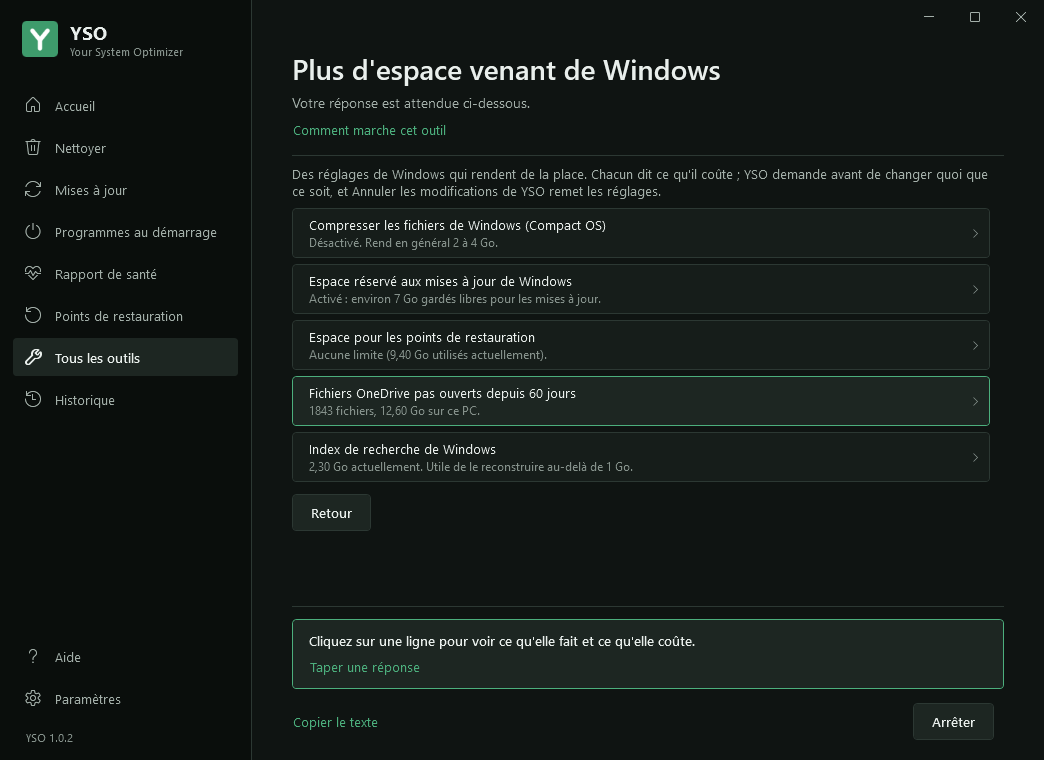 YSO
Your System Optimizer
Accueil
Nettoyer
Mises à jour
Programmes au démarrage
Rapport de santé
Points de restauration
Tous les outils
Historique
Aide
Paramètres
YSO 1.0.2
Plus d'espace venant de Windows
Votre réponse est attendue ci-dessous.
Comment marche cet outil
Des réglages de Windows qui rendent de la place. Chacun dit ce qu'il coûte ; YSO demande avant de changer quoi que
ce soit, et Annuler les modifications de YSO remet les réglages.
Compresser les fichiers de Windows (Compact OS)
Désactivé. Rend en général 2 à 4 Go.
Espace réservé aux mises à jour de Windows
Activé : environ 7 Go gardés libres pour les mises à jour.
Espace pour les points de restauration
Aucune limite (9,40 Go utilisés actuellement).
Fichiers OneDrive pas ouverts depuis 60 jours
1843 fichiers, 12,60 Go sur ce PC.
Index de recherche de Windows
2,30 Go actuellement. Utile de le reconstruire au-delà de 1 Go.
Retour
Cliquez sur une ligne pour voir ce qu'elle fait et ce qu'elle coûte.
Taper une réponse
Copier le texte
Arrêter